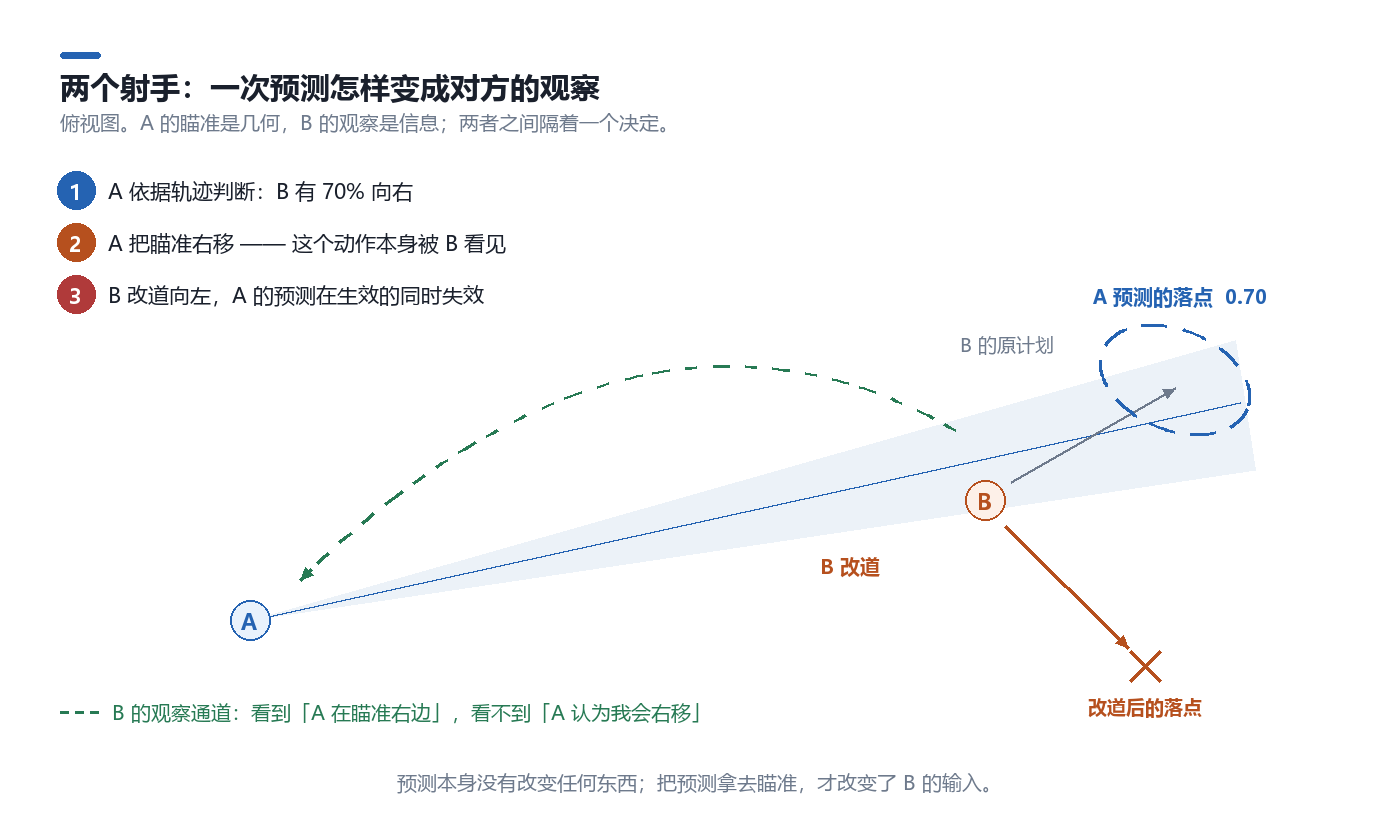 两个射手：一次预测怎样变成对方的观察
俯视图。A 的瞄准是几何，B 的观察是信息；两者之间隔着一个决定。
1 A 依据轨迹判断：B 有 70% 向右
2 A 把瞄准右移 —— 这个动作本身被 B 看见
3 B 改道向左，A 的预测在生效的同时失效
A 预测的落点 0.70
B 的原计划
B
B 改道
A
改道后的落点
B 的观察通道：看到「A 在瞄准右边」，看不到「A 认为我会右移」
预测本身没有改变任何东西；把预测拿去瞄准，才改变了 B 的输入。